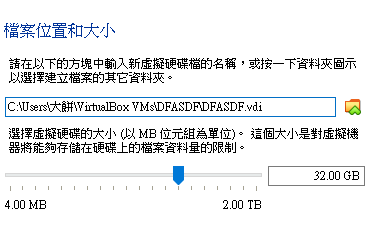 檔案位置和大小
請在以下的方塊中輸入新虛擬硬碟檔的名稱，或按一下資料夾圖示
以選擇建立檔案的其它資料夾。
C:\Users\大餅\VirtualBox VMs\DFASDF\DFASDF.vdi
選擇虛擬硬碟的大小 (以 MB 位元組為單位)。 這個大小是對虛擬機
器將能夠存儲在硬碟上的檔案資料量的限制。
32.00 GB
4.00 MB
2.00 TB